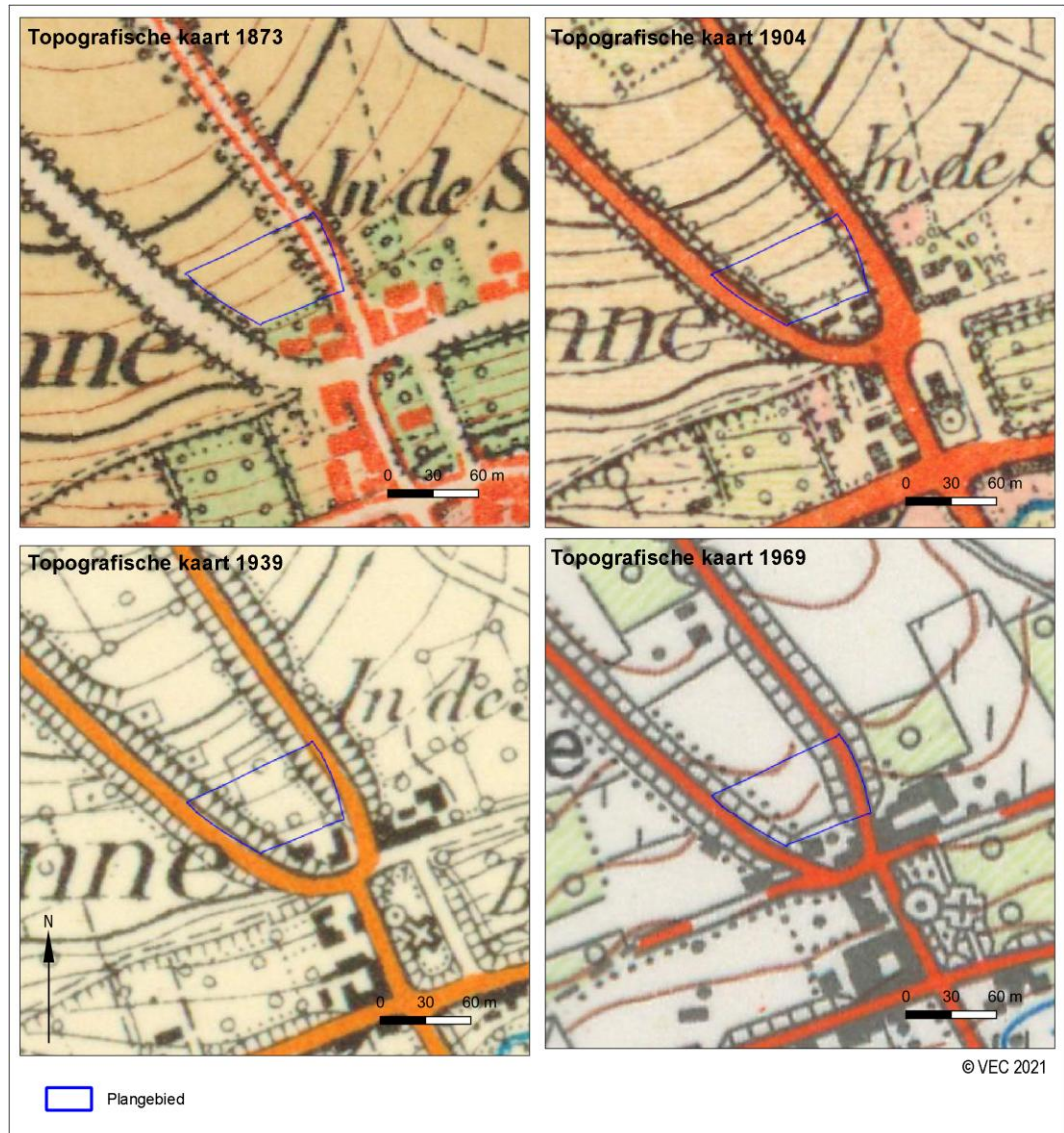 Topografische kaart 1873
In de S
nne
0 30 60 m
Topografische kaart 1904
In de S
nne
0 30 60 m
Topografische kaart 1939
In de
nne
N
0 30 60 m
Topografische kaart 1969
e
0 30 60 m
© VEC 2021
Plangebied